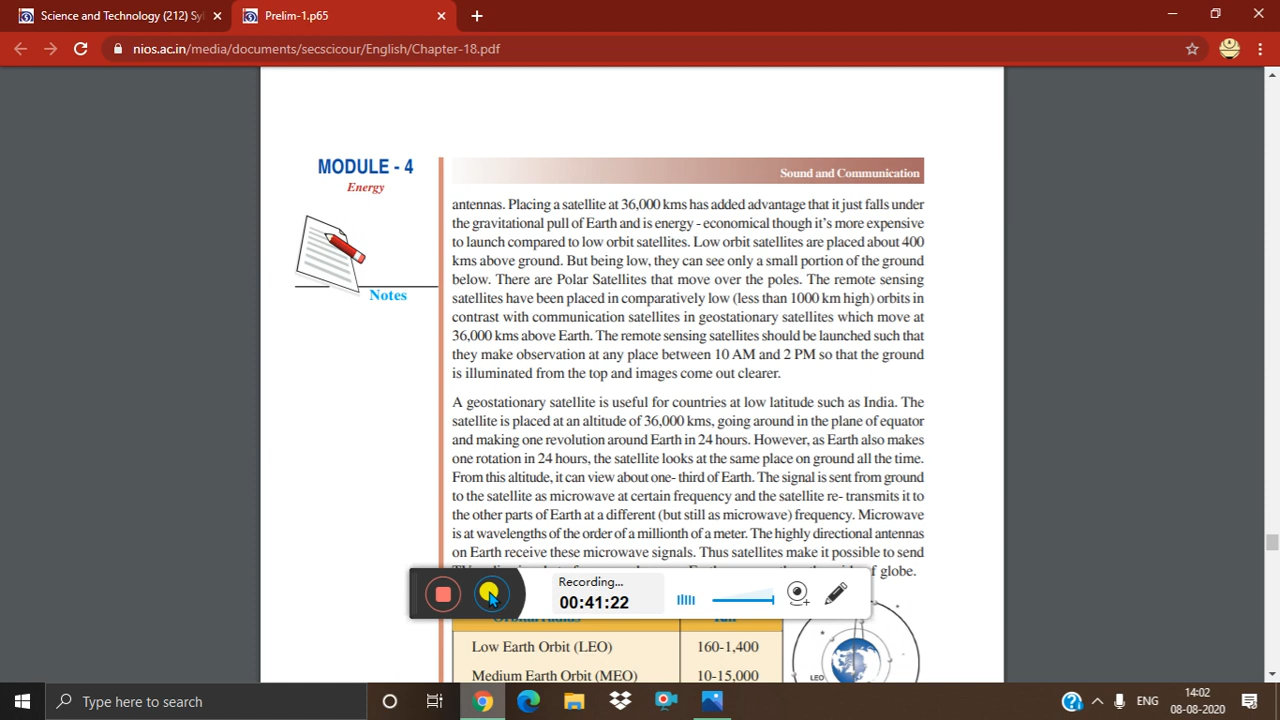 Science and Technology (212) Syl
Prelim-1.p65
nios.ac.in/media/documents/secscicour/English/Chapter-18.pdf
MODULE - 4
Energy
Notes
Sound and Communication
antennas. Placing a satellite at 36,000 kms has added advantage that it just falls under
the gravitational pull of Earth and is energy - economical though it's more expensive
to launch compared to low orbit satellites. Low orbit satellites are placed about 400
kms above ground. But being low, they can see only a small portion of the ground
below. There are Polar Satellites that move over the poles. The remote sensing
satellites have been placed in comparatively low (less than 1000 km high) orbits in
contrast with communication satellites in geostationary satellites which move at
36,000 kms above Earth. The remote sensing satellites should be launched such that
they make observation at any place between 10 AM and 2 PM so that the ground
is illuminated from the top and images come out clearer.
A geostationary satellite is useful for countries at low latitude such as India. The
satellite is placed at an altitude of 36,000 kms, going around in the plane of equator
and making one revolution around Earth in 24 hours. However, as Earth also makes
one rotation in 24 hours, the satellite looks at the same place on ground all the time.
From this altitude, it can view about one- third of Earth. The signal is sent from ground
to the satellite as microwave at certain frequency and the satellite re- transmits it to
the other parts of Earth at a different (but still as microwave) frequency. Microwave
is at wavelengths of the order of a millionth of a meter. The highly directional antennas
on Earth receive these microwave signals. Thus satellites make it possible to send
of globe.
Recording...
00:41:22
Low Earth Orbit (LEO) 160-1,400
Medium Earth Orbit (MEO) 10-15,000
LEO
Type here to search
ENG
14:02
08-08-2020